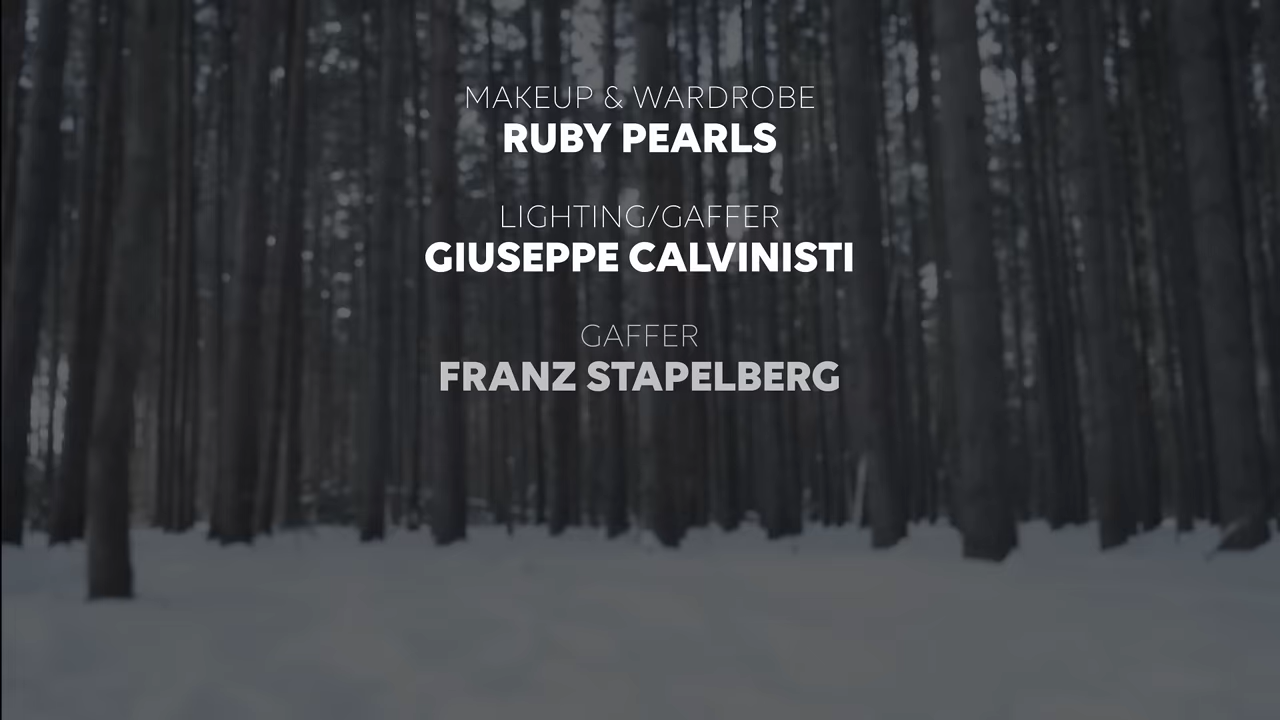 MAKEUP & WARDROBE
RUBY PEARLS
LIGHTING/GAFFER
GIUSEPPE CALVINISTI
GAFFER
FRANZ STAPELBERG